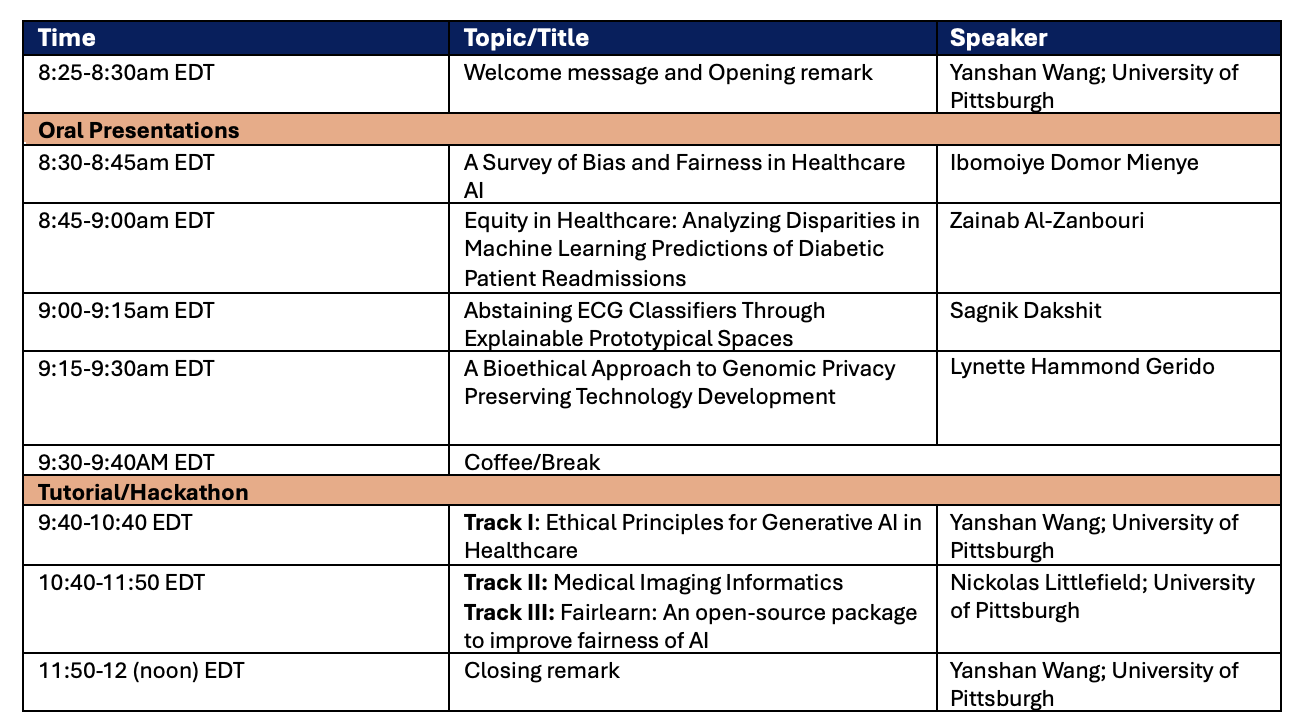 Time Topic/Title Speaker
8:25-8:30am EDT Welcome message and Opening remark Yanshan Wang; University of
Pittsburgh
Oral Presentations
8:30-8:45am EDT A Survey of Bias and Fairness in Healthcare Ibomoiye Domor Mienye
AI
8:45-9:00am EDT Equity in Healthcare: Analyzing Disparities in Zainab Al-Zanbouri
Machine Learning Predictions of Diabetic
Patient Readmissions
9:00-9:15am EDT Abstaining ECG Classifiers Through Sagnik Dakshit
Explainable Prototypical Spaces
9:15-9:30am EDT A Bioethical Approach to Genomic Privacy Lynette Hammond Gerido
Preserving Technology Development
9:30-9:40AM EDT Coffee/Break
Tutorial/Hackathon
9:40-10:40 EDT Track I: Ethical Principles for Generative AI in Yanshan Wang; University of
Healthcare Pittsburgh
10:40-11:50 EDT Track II: Medical Imaging Informatics Nickolas Littlefield; University
Track III: Fairlearn: An open-source package of Pittsburgh
to improve fairness of AI
11:50-12 (noon) EDT Closing remark Yanshan Wang; University of
Pittsburgh